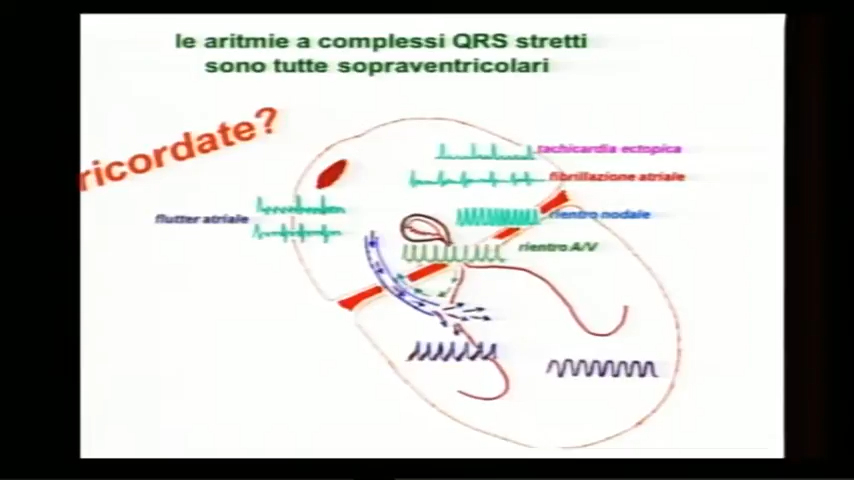 le aritmie a complessi QRS stretti
sono tutte sopraventricolari
ricordate?
tachicardia ectopica
fibrillazione atriale
flutter atriale
rientro nodale
rientro A/V